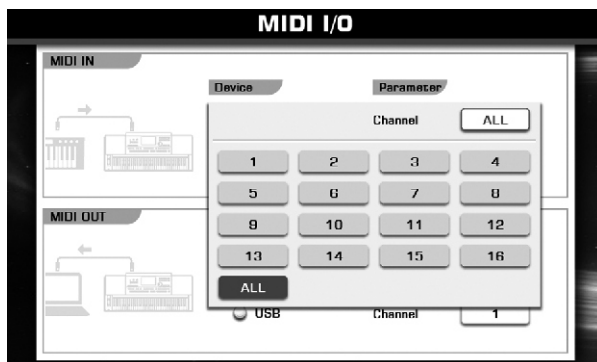 MIDI I/O
MIDI IN
Device Parameter
Channel ALL
1 2 3 4
5 6 7 8
9 10 11 12
13 14 15 16
ALL
MIDI OUT
USB Channel 1